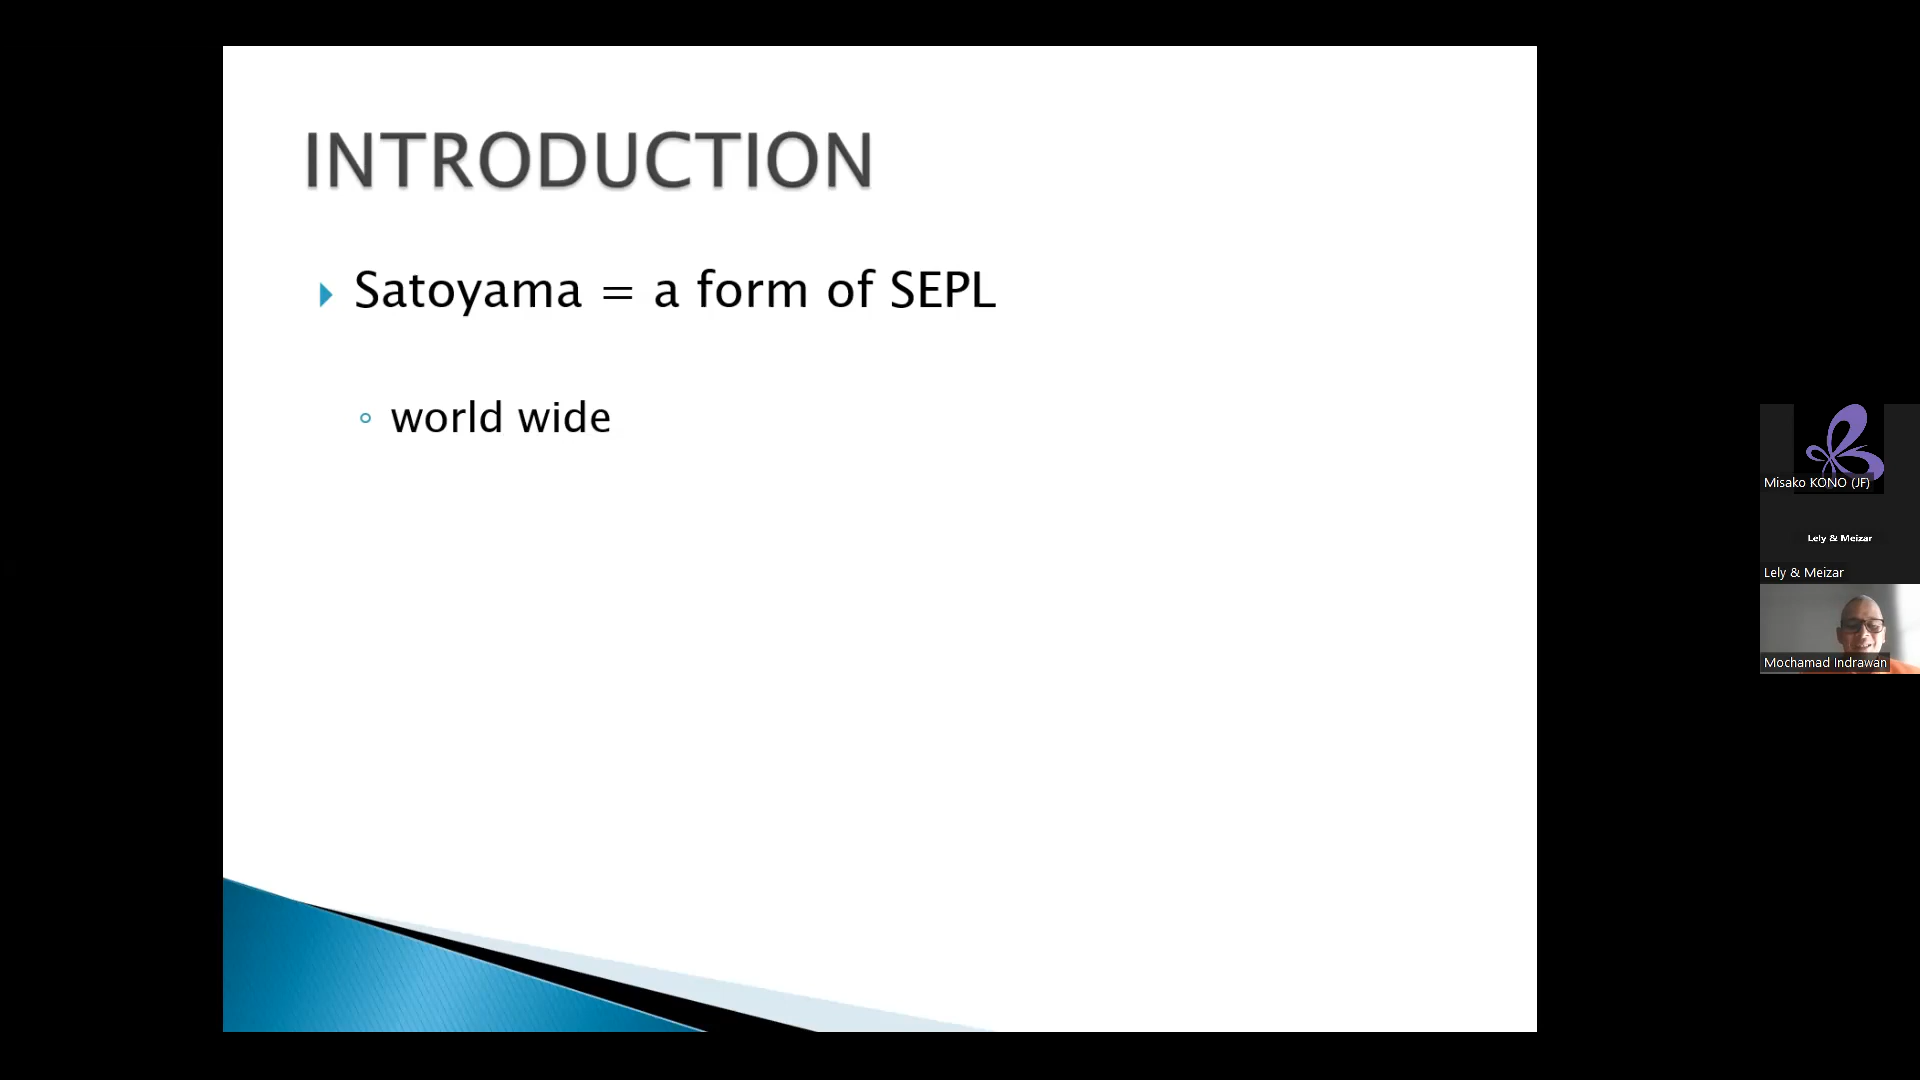 INTRODUCTION
Satoyama = a form of SEPL
world wide
Misako KONO (JF)
Lely & Meizar
Lely & Meizar
Mochamad Indrawan